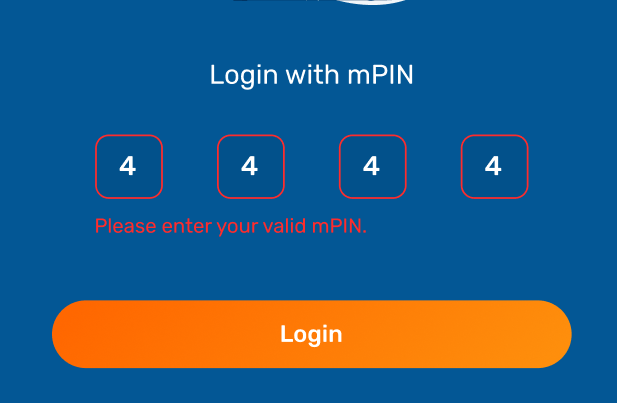 Login with mPIN
4 4 4 4
Please enter your valid mPIN.
Login